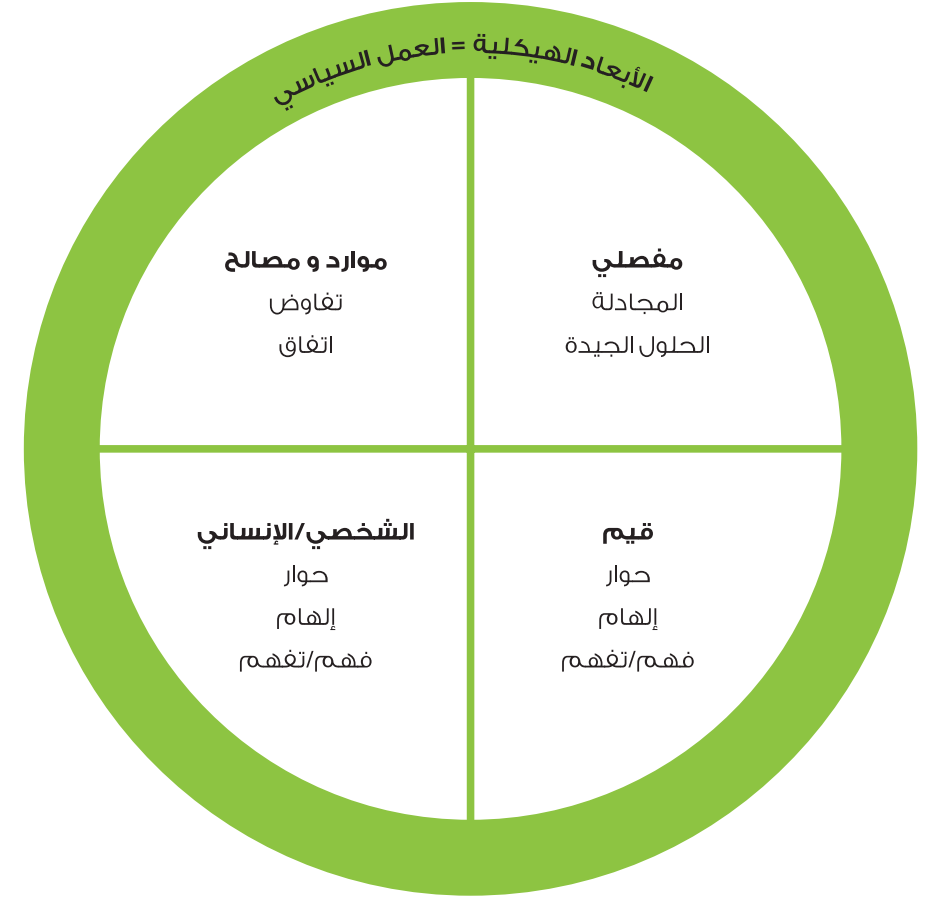 الأبعاد الهيكلية = العمل السياسي
مفصلي
المجادلة
الحلول الجيدة
موارد و مصالح
تفاوض
اتفاق
قيم
حوار
إلهام
فهم/تفهم
الشخصي/الإنساني
حوار
إلهام
فهم/تفهم